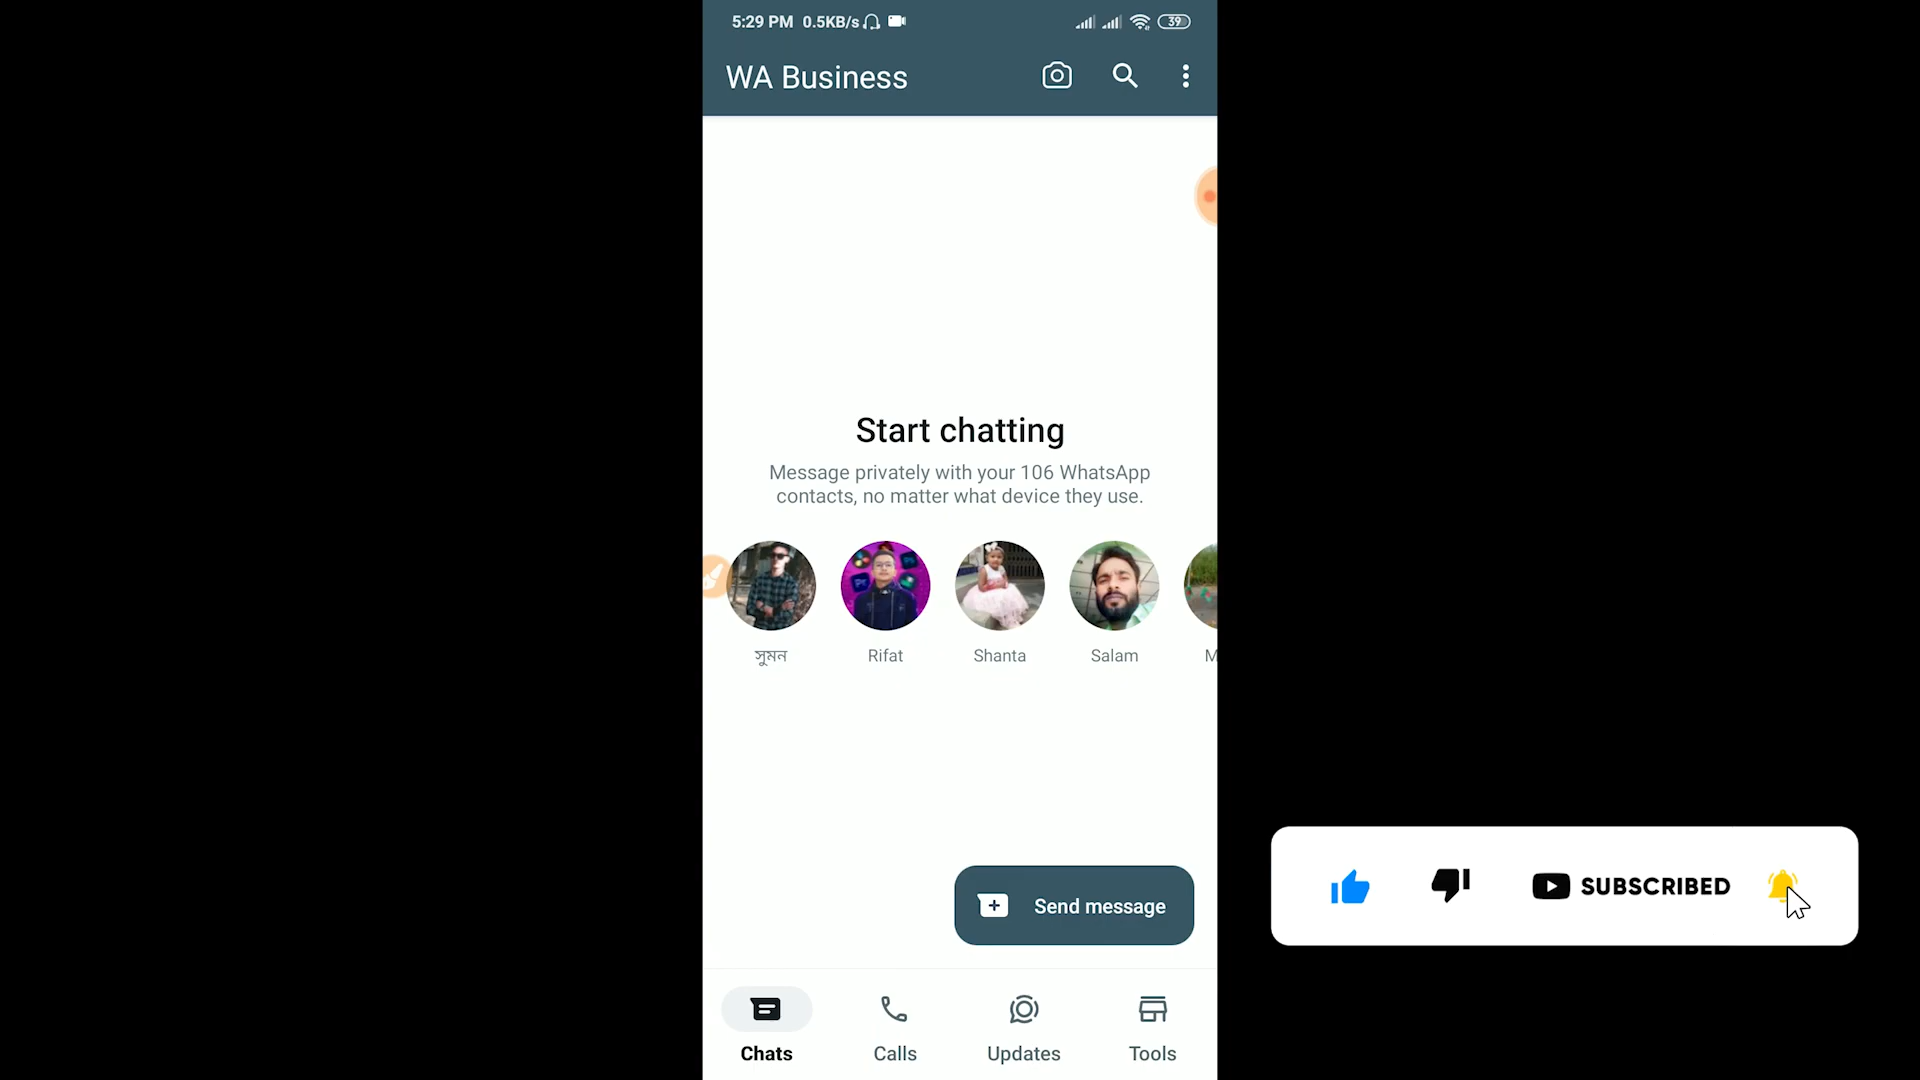 5:29 PM 0.5KB/s 39
WA Business
Start chatting
Message privately with your 106 WhatsApp
contacts, no matter what device they use.
সুমন Rifat Shanta Salam M
Send message
SUBSCRIBED
Chats Calls Updates Tools